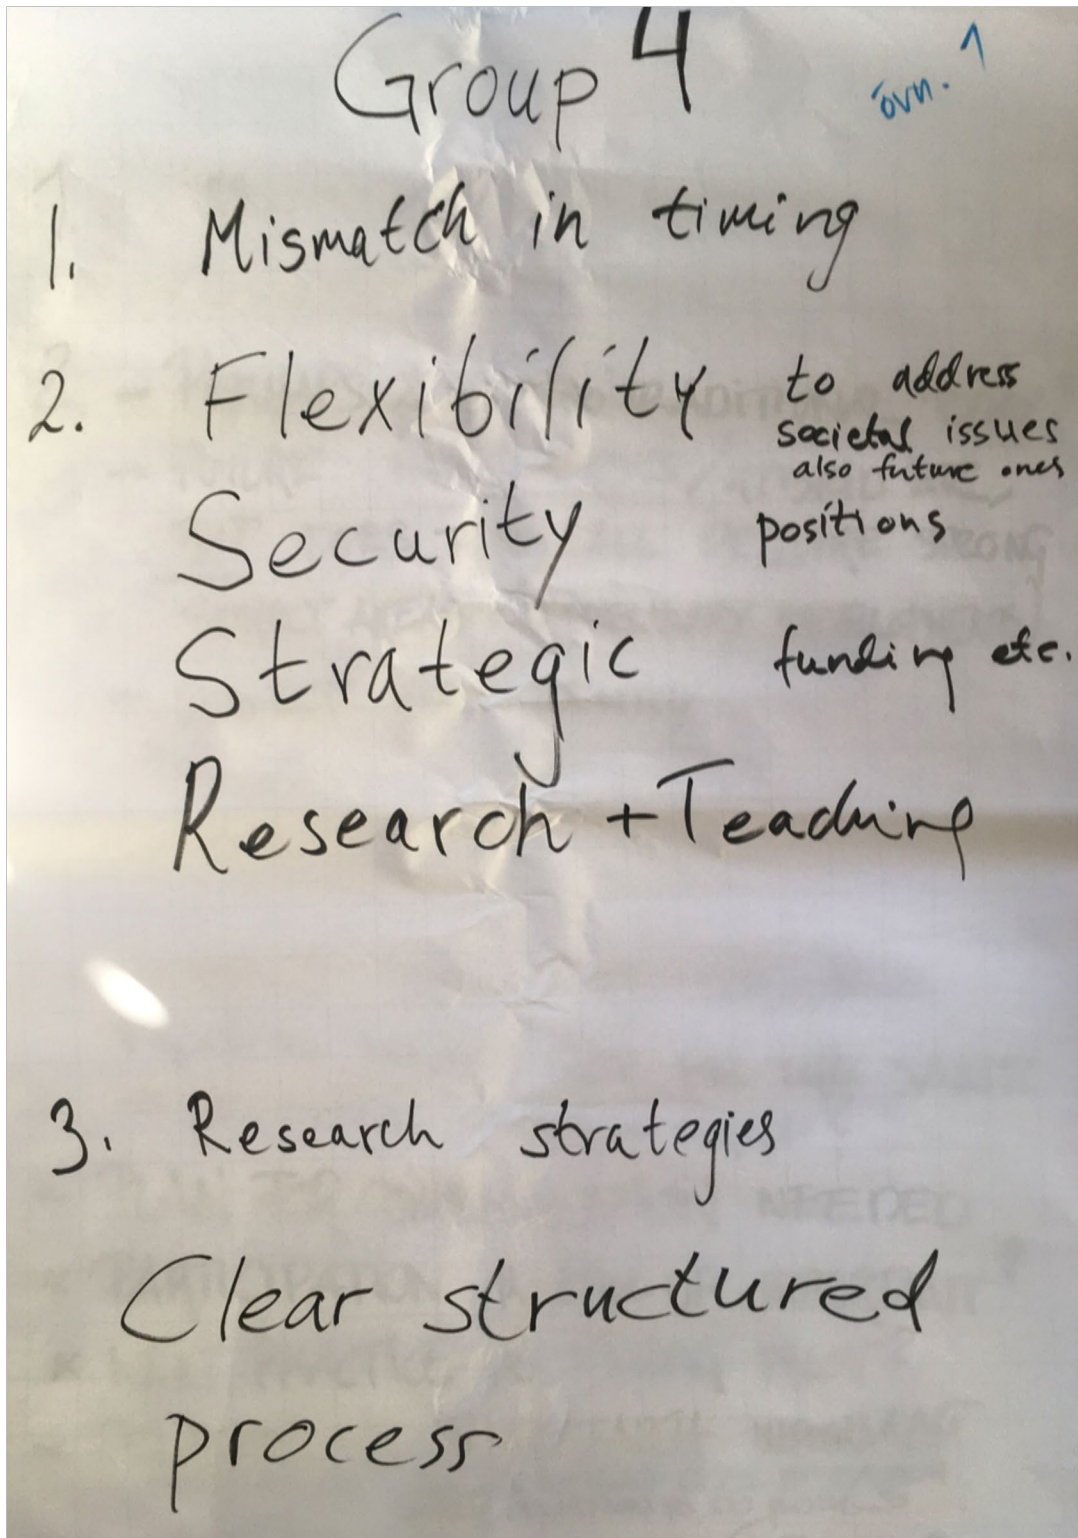 Group 4
övn. 1
1. Mismatch in timing
2. Flexibility to address
societal issues
also future ones
Security positions
Strategic funding etc.
Research + Teaching
3. Research strategies
Clear structured
process